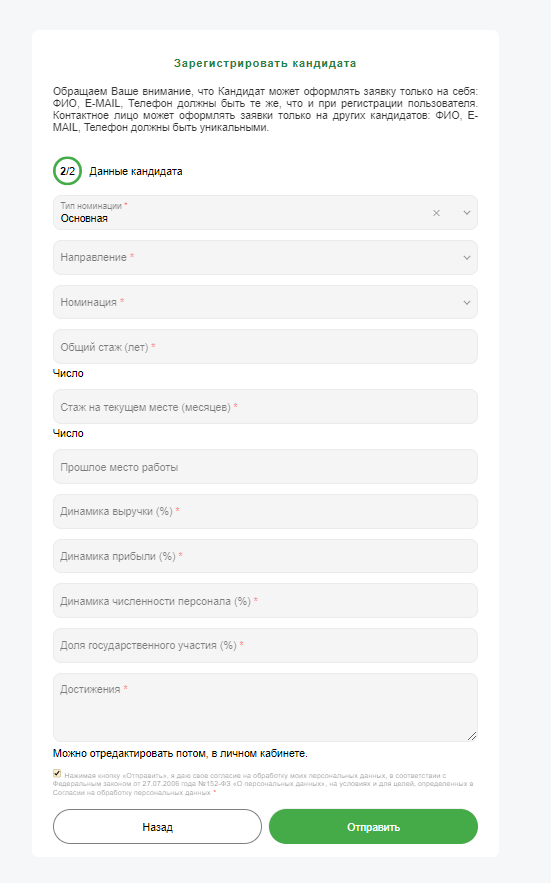 Зарегистрировать кандидата
Обращаем Ваше внимание, что Кандидат может оформлять заявку только на себя:
ФИО, E-MAIL, Телефон должны быть те же, что и при регистрации пользователя.
Контактное лицо может оформлять заявки только на других кандидатов: ФИО, E-
MAIL, Телефон должны быть уникальными.
2/2 Данные кандидата
Тип номинации *
Основная
Направление *
Номинация *
Общий стаж (лет) *
Число
Стаж на текущем месте (месяцев) *
Число
Прошлое место работы
Динамика выручки (%) *
Динамика прибыли (%) *
Динамика численности персонала (%) *
Доля государственного участия (%) *
Достижения *
Можно отредактировать потом, в личном кабинете.
Нажимая кнопку «Отправить», я даю свое согласие на обработку моих персональных данных, в соответствии с
Федеральным законом от 27.07.2006 года №152-ФЗ «О персональных данных», на условиях и для целей, определенных в
Согласии на обработку персональных данных *
Назад Отправить